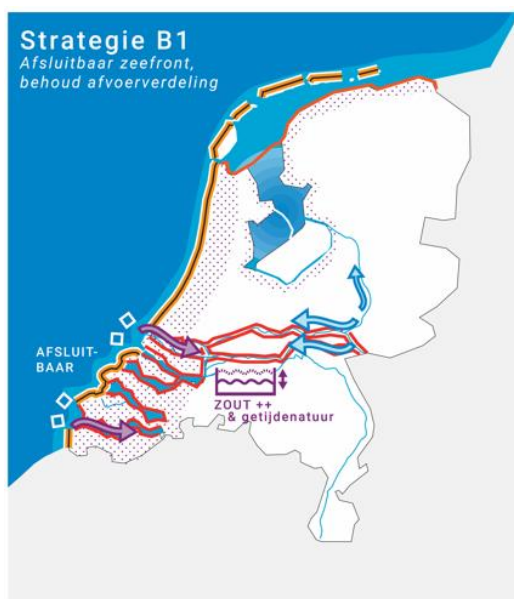 Strategie B1
Afsluitbaar zeefront,
behoud afvoerverdeling
AFSLUIT-
BAAR
ZOUT ++
& getijdenatuur